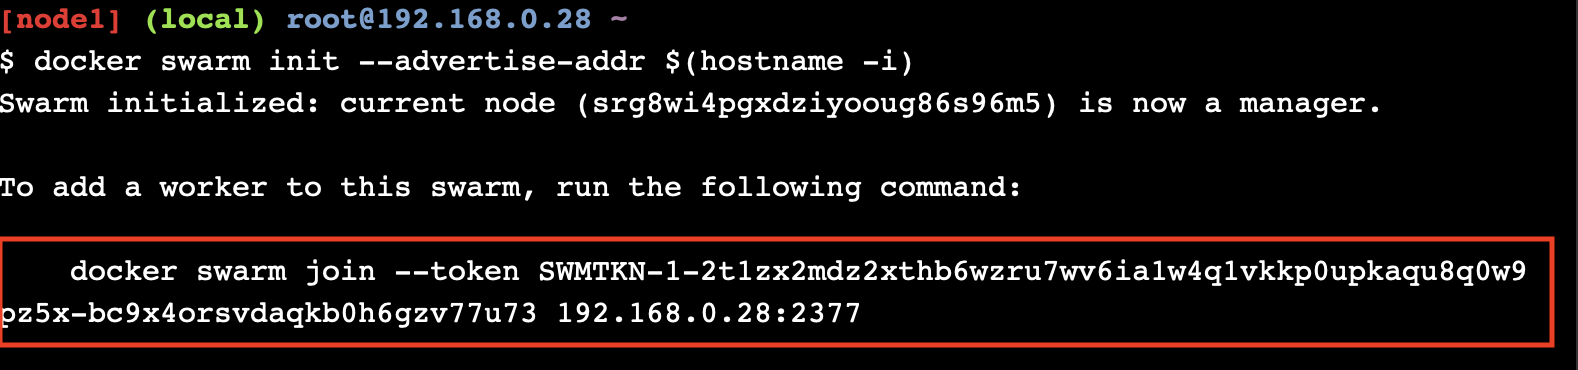 [node1] (local) root@192.168.0.28 ~
$ docker swarm init --advertise-addr $(hostname -i)
Swarm initialized: current node (srg8wi4pgxdziyooug86s96m5) is now a manager.
To add a worker to this swarm, run the following command:
docker swarm join --token SWMTKN-1-2t1zx2mdz2xthb6wzru7wv6ia1w4q1vkkp0upkaqu8q0w9
pz5x-bc9x4orsvdaqkb0h6gzv77u73 192.168.0.28:2377